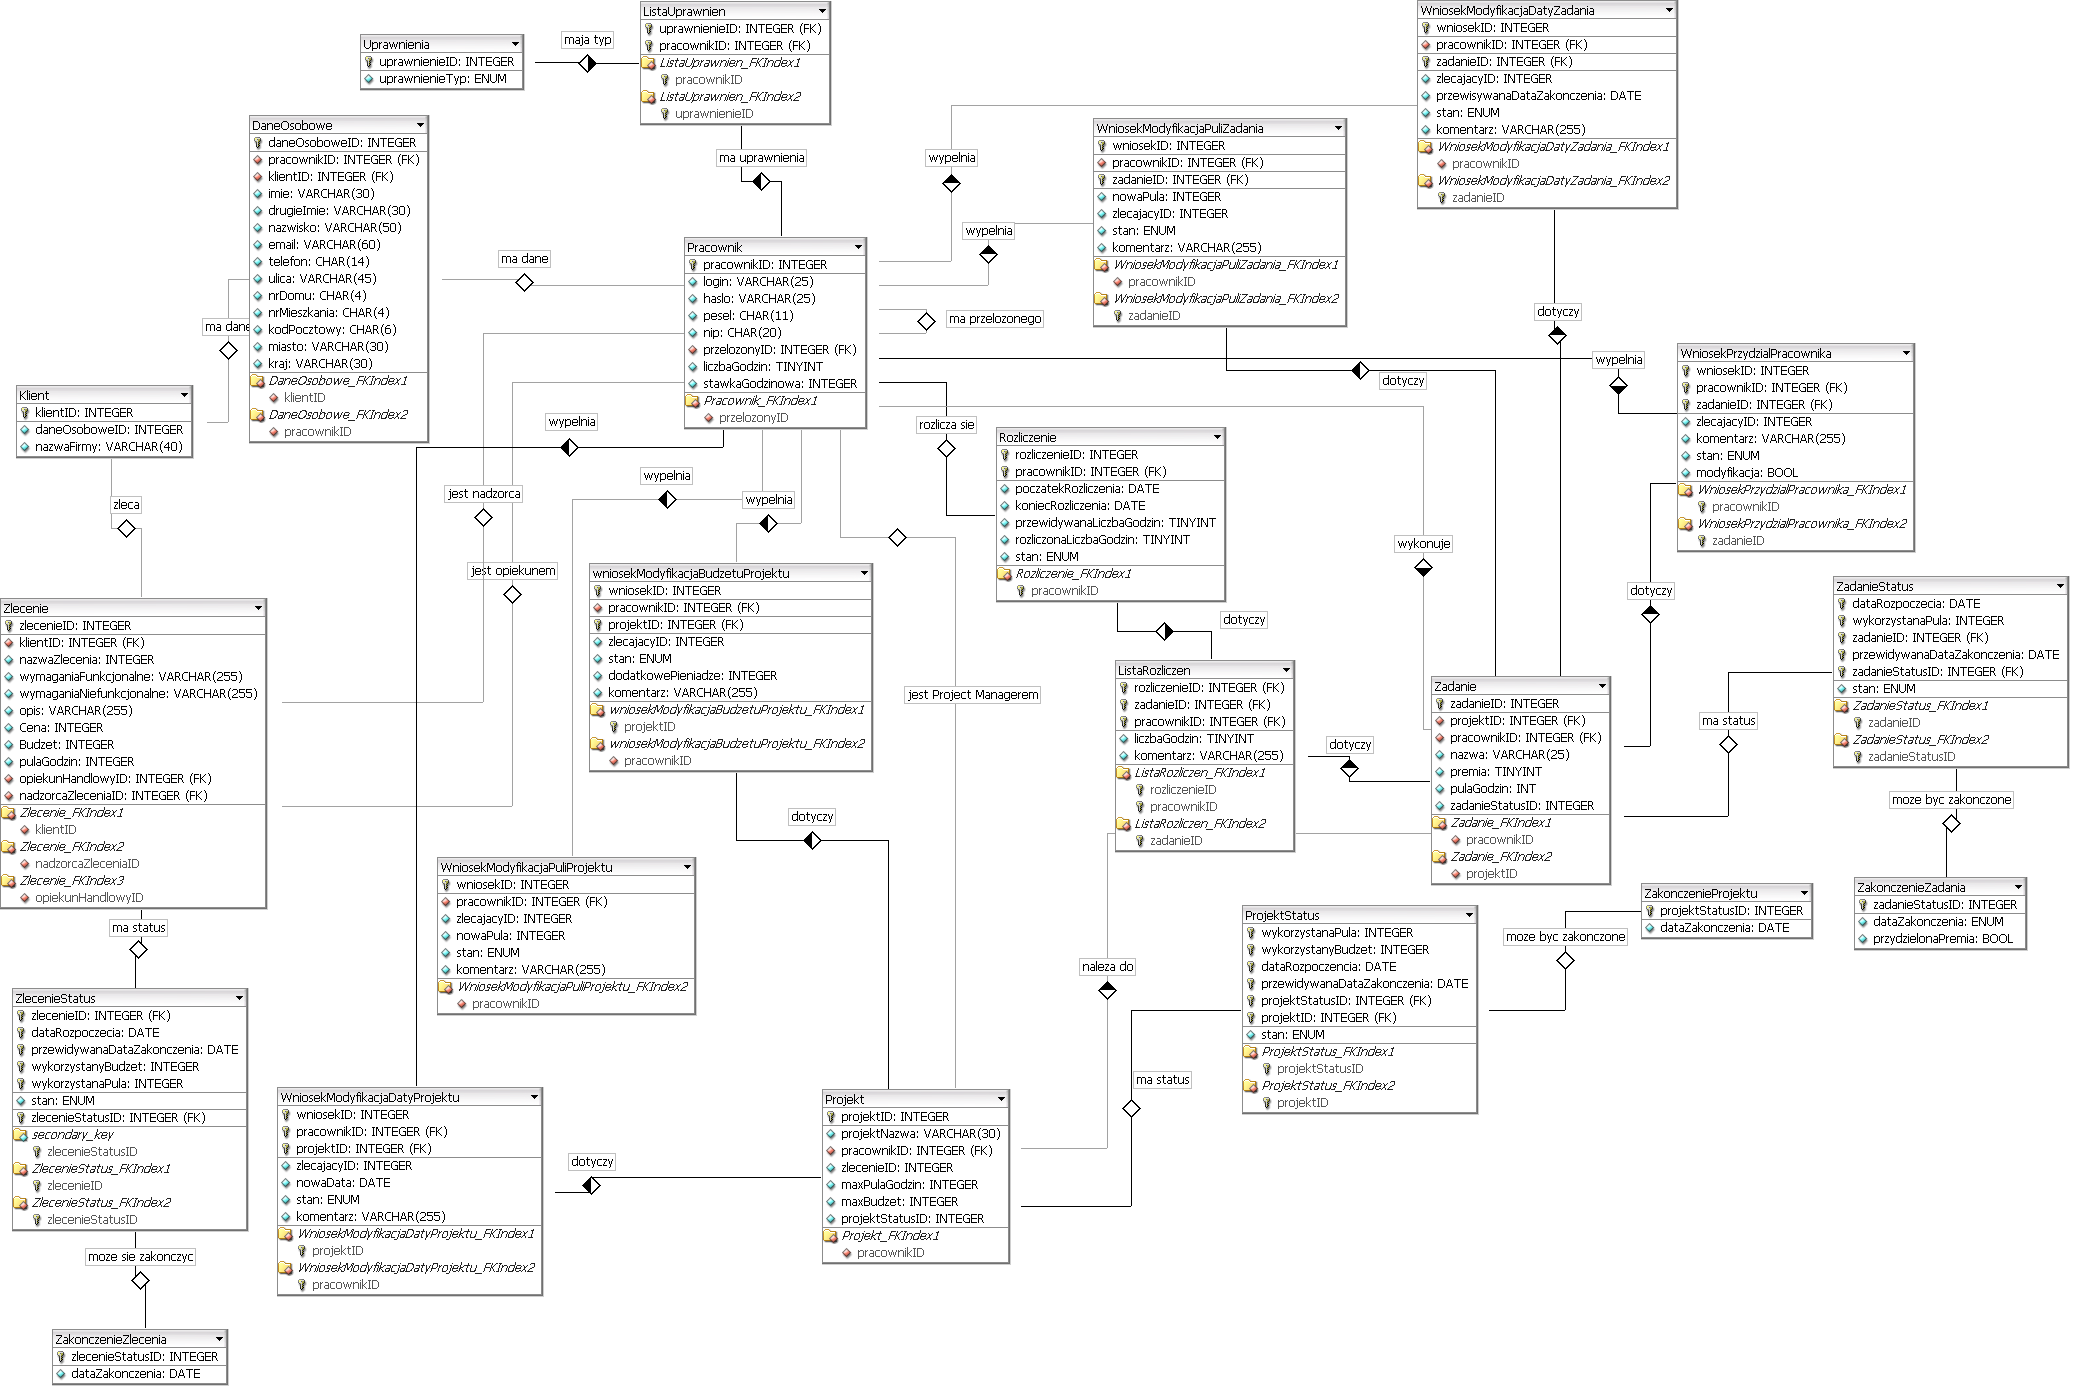 ListaUprawnien
uprawnienieID: INTEGER (FK)
pracownikID: INTEGER (FK)
ListaUprawnien_FKIndex1
pracownikID
ListaUprawnien_FKIndex2
uprawnienieID
Uprawnienia
uprawnienieID: INTEGER
uprawnienieTyp: ENUM
maja typ
ma uprawnienia
WniosekModyfikacjaDatyZadania
wniosekID: INTEGER
pracownikID: INTEGER (FK)
zadanieID: INTEGER (FK)
zlecajacyID: INTEGER
przewisywanaDataZakonczenia: DATE
stan: ENUM
komentarz: VARCHAR(255)
WniosekModyfikacjaDatyZadania_FKIndex1
pracownikID
WniosekModyfikacjaDatyZadania_FKIndex2
zadanieID
wypelnia
dotyczy
WniosekModyfikacjaPuliZadania
wniosekID: INTEGER
pracownikID: INTEGER (FK)
zadanieID: INTEGER (FK)
nowaPula: INTEGER
zlecajacyID: INTEGER
stan: ENUM
komentarz: VARCHAR(255)
WniosekModyfikacjaPuliZadania_FKIndex1
pracownikID
WniosekModyfikacjaPuliZadania_FKIndex2
zadanieID
wypelnia
dotyczy
DaneOsobowe
daneOsoboweID: INTEGER
pracownikID: INTEGER (FK)
klientID: INTEGER (FK)
imie: VARCHAR(30)
drugieImie: VARCHAR(30)
nazwisko: VARCHAR(50)
email: VARCHAR(60)
telefon: CHAR(14)
ulica: VARCHAR(45)
nrDomu: CHAR(4)
nrMieszkania: CHAR(4)
kodPocztowy: CHAR(6)
miasto: VARCHAR(30)
kraj: VARCHAR(30)
DaneOsobowe_FKIndex1
klientID
DaneOsobowe_FKIndex2
pracownikID
ma dane
ma dane
Pracownik
pracownikID: INTEGER
login: VARCHAR(25)
haslo: VARCHAR(25)
pesel: CHAR(11)
nip: CHAR(20)
przelozonyID: INTEGER (FK)
liczbaGodzin: TINYINT
stawkaGodzinowa: INTEGER
Pracownik_FKIndex1
przelozonyID
ma przelozonego
Klient
klientID: INTEGER
daneOsoboweID: INTEGER
nazwaFirmy: VARCHAR(40)
zleca
WniosekPrzydzialPracownika
wniosekID: INTEGER
pracownikID: INTEGER (FK)
zadanieID: INTEGER (FK)
zlecajacyID: INTEGER
komentarz: VARCHAR(255)
stan: ENUM
modyfikacja: BOOL
WniosekPrzydzialPracownika_FKIndex1
pracownikID
WniosekPrzydzialPracownika_FKIndex2
zadanieID
wypelnia
dotyczy
Rozliczenie
rozliczenieID: INTEGER
pracownikID: INTEGER (FK)
poczatekRozliczenia: DATE
koniecRozliczenia: DATE
przewidywanaLiczbaGodzin: TINYINT
rozliczonaLiczbaGodzin: TINYINT
stan: ENUM
Rozliczenie_FKIndex1
pracownikID
rozlicza sie
dotyczy
wykonuje
wypelnia
wypelnia
wypelnia
jest nadzorca
jest opiekunem
jest Project Managerem
wniosekModyfikacjaBudzetuProjektu
wniosekID: INTEGER
pracownikID: INTEGER (FK)
projektID: INTEGER (FK)
zlecajacyID: INTEGER
stan: ENUM
dodatkowePieniadze: INTEGER
komentarz: VARCHAR(255)
wniosekModyfikacjaBudzetuProjektu_FKIndex1
projektID
wniosekModyfikacjaBudzetuProjektu_FKIndex2
pracownikID
dotyczy
Zlecenie
zlecenieID: INTEGER
klientID: INTEGER (FK)
nazwaZlecenia: INTEGER
wymaganiaFunkcjonalne: VARCHAR(255)
wymaganiaNiefunkcjonalne: VARCHAR(255)
opis: VARCHAR(255)
Cena: INTEGER
Budzet: INTEGER
pulaGodzin: INTEGER
opiekunHandlowyID: INTEGER (FK)
nadzorcaZleceniaID: INTEGER (FK)
Zlecenie_FKIndex1
klientID
Zlecenie_FKIndex2
nadzorcaZleceniaID
Zlecenie_FKIndex3
opiekunHandlowyID
ma status
ListaRozliczen
rozliczenieID: INTEGER (FK)
zadanieID: INTEGER (FK)
pracownikID: INTEGER (FK)
liczbaGodzin: TINYINT
komentarz: VARCHAR(255)
ListaRozliczen_FKIndex1
rozliczenieID
pracownikID
ListaRozliczen_FKIndex2
zadanieID
dotyczy
Zadanie
zadanieID: INTEGER
projektID: INTEGER (FK)
pracownikID: INTEGER (FK)
nazwa: VARCHAR(25)
premia: TINYINT
pulaGodzin: INT
zadanieStatusID: INTEGER
Zadanie_FKIndex1
pracownikID
Zadanie_FKIndex2
projektID
ma status
ZadanieStatus
dataRozpoczecia: DATE
wykorzystanaPula: INTEGER
zadanieID: INTEGER (FK)
przewidywanaDataZakonczenia: DATE
zadanieStatusID: INTEGER (FK)
stan: ENUM
ZadanieStatus_FKIndex1
zadanieID
ZadanieStatus_FKIndex2
zadanieStatusID
moze byc zakonczone
ZakonczenieZadania
zadanieStatusID: INTEGER
dataZakonczenia: ENUM
przydzielonaPremia: BOOL
WniosekModyfikacjaPuliProjektu
wniosekID: INTEGER
pracownikID: INTEGER (FK)
zlecajacyID: INTEGER
nowaPula: INTEGER
stan: ENUM
komentarz: VARCHAR(255)
WniosekModyfikacjaPuliProjektu_FKIndex2
pracownikID
naleza do
ProjektStatus
wykorzystanaPula: INTEGER
wykorzystanyBudzet: INTEGER
dataRozpoczencia: DATE
przewidywanaDataZakonczenia: DATE
projektStatusID: INTEGER (FK)
projektID: INTEGER (FK)
stan: ENUM
ProjektStatus_FKIndex1
projektStatusID
ProjektStatus_FKIndex2
projektID
moze byc zakonczone
ZakonczenieProjektu
projektStatusID: INTEGER
dataZakonczenia: DATE
ma status
ZlecenieStatus
zlecenieID: INTEGER (FK)
dataRozpoczecia: DATE
przewidywanaDataZakonczenia: DATE
wykorzystanyBudzet: INTEGER
wykorzystanaPula: INTEGER
stan: ENUM
zlecenieStatusID: INTEGER (FK)
secondary_key
zlecenieStatusID
ZlecenieStatus_FKIndex1
zlecenieID
ZlecenieStatus_FKIndex2
zlecenieStatusID
moze sie zakonczyc
WniosekModyfikacjaDatyProjektu
wniosekID: INTEGER
pracownikID: INTEGER (FK)
projektID: INTEGER (FK)
zlecajacyID: INTEGER
nowaData: DATE
stan: ENUM
komentarz: VARCHAR(255)
WniosekModyfikacjaDatyProjektu_FKIndex1
projektID
WniosekModyfikacjaDatyProjektu_FKIndex2
pracownikID
dotyczy
Projekt
projektID: INTEGER
projektNazwa: VARCHAR(30)
pracownikID: INTEGER (FK)
zlecenieID: INTEGER
maxPulaGodzin: INTEGER
maxBudzet: INTEGER
projektStatusID: INTEGER
Projekt_FKIndex1
pracownikID
ZakonczenieZlecenia
zlecenieStatusID: INTEGER
dataZakonczenia: DATE